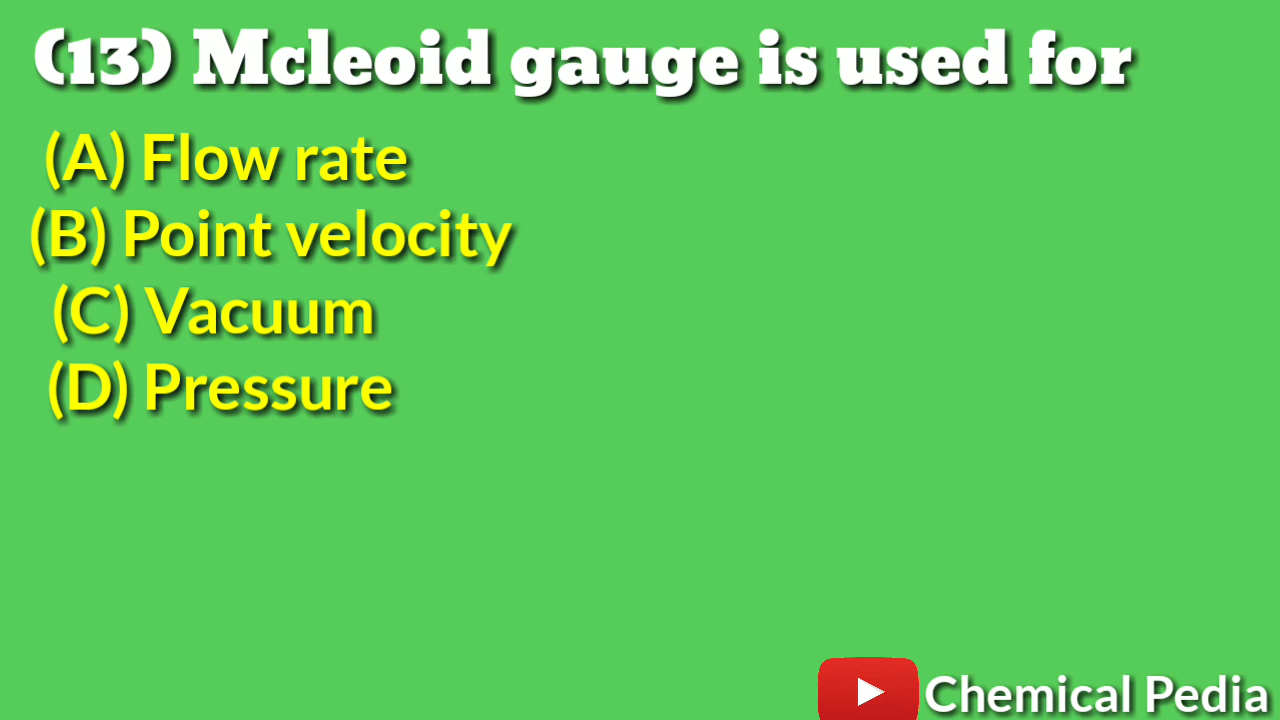 (13) Mcleoid gauge is used for
(A) Flow rate
(B) Point velocity
(C) Vacuum
(D) Pressure
Chemical Pedia